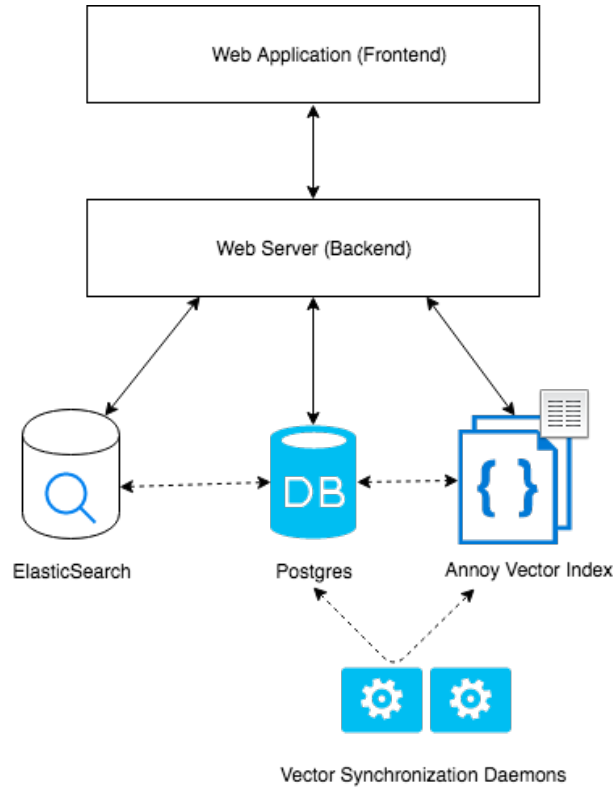 Web Application (Frontend)
Web Server (Backend)
DB
{ }
ElasticSearch
Postgres
Annoy Vector Index
Vector Synchronization Daemons